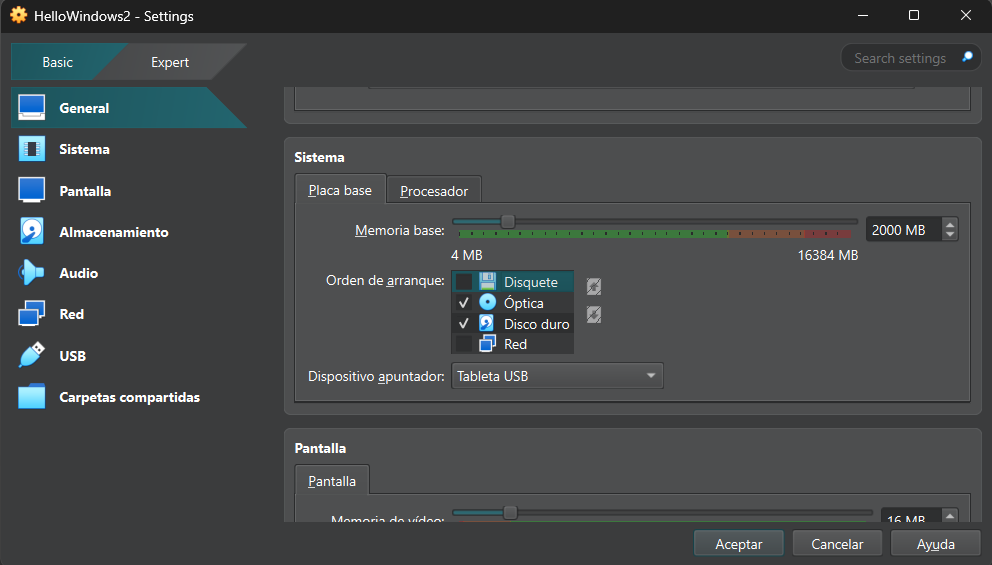 HelloWindows2 - Settings
Basic
Expert
Search settings
General
Sistema
Pantalla
Almacenamiento
Audio
Red
USB
Carpetas compartidas
Sistema
Placa base
Procesador
Memoria base:
2000 MB
4 MB
16384 MB
Orden de arranque:
Disquete
Óptica
Disco duro
Red
Dispositivo apuntador:
Tableta USB
Pantalla
Pantalla
Memoria de vídeo:
16 MB
Aceptar
Cancelar
Ayuda